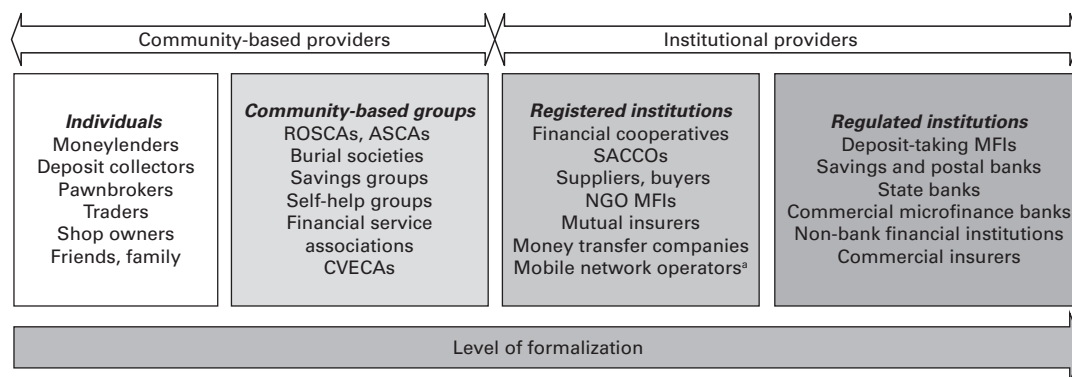 Community-based providers
Institutional providers
Individuals
Moneylenders
Deposit collectors
Pawnbrokers
Traders
Shop owners
Friends, family
Community-based groups
ROSCAs, ASCAs
Burial societies
Savings groups
Self-help groups
Financial service
associations
CVECAs
Registered institutions
Financial cooperatives
SACCOs
Suppliers, buyers
NGO MFIs
Mutual insurers
Money transfer companies
Mobile network operatorsᵃ
Regulated institutions
Deposit-taking MFIs
Savings and postal banks
State banks
Commercial microfinance banks
Non-bank financial institutions
Commercial insurers
Level of formalization